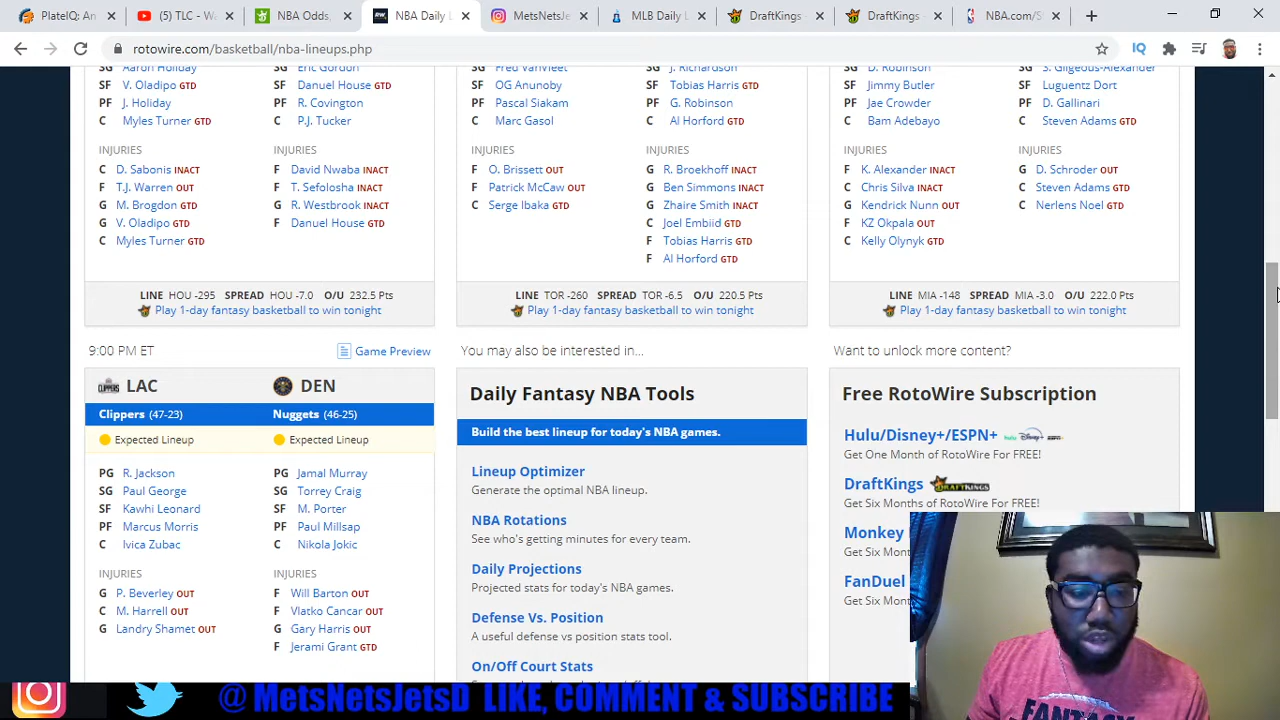 PlateIQ: An
(5) TLC - Wa
NBA Odds,
NBA Daily L
MetsNetsJe
MLB Daily L
DraftKings -
DraftKings -
NBA.com/S
rotowire.com/basketball/nba-lineups.php
SG Aaron Holiday SG Eric Gordon
SF V. Oladipo GTD SF Danuel House GTD
PF J. Holiday PF R. Covington
C Myles Turner GTD C P.J. Tucker
INJURIES INJURIES
C D. Sabonis INACT F David Nwaba INACT
F T.J. Warren OUT F T. Sefolosha INACT
G M. Brogdon GTD G R. Westbrook INACT
G V. Oladipo GTD F Danuel House GTD
C Myles Turner GTD
LINE HOU -295 SPREAD HOU -7.0 O/U 232.5 Pts
Play 1-day fantasy basketball to win tonight
SG Fred VanVleet SG J. Richardson
SF OG Anunoby SF Tobias Harris GTD
PF Pascal Siakam PF G. Robinson
C Marc Gasol C Al Horford GTD
INJURIES INJURIES
F O. Brissett OUT G R. Broekhoff INACT
F Patrick McCaw OUT G Ben Simmons INACT
C Serge Ibaka GTD G Zhaire Smith INACT
C Joel Embiid GTD
F Tobias Harris GTD
F Al Horford GTD
LINE TOR -260 SPREAD TOR -6.5 O/U 220.5 Pts
Play 1-day fantasy basketball to win tonight
SG D. Robinson SG S. Gilgeous-Alexander
SF Jimmy Butler SF Luguentz Dort
PF Jae Crowder PF D. Gallinari
C Bam Adebayo C Steven Adams GTD
INJURIES INJURIES
F K. Alexander INACT G D. Schroder OUT
C Chris Silva INACT C Steven Adams GTD
G Kendrick Nunn OUT C Nerlens Noel GTD
F KZ Okpala OUT
C Kelly Olynyk GTD
LINE MIA -148 SPREAD MIA -3.0 O/U 222.0 Pts
Play 1-day fantasy basketball to win tonight
9:00 PM ET Game Preview
LAC DEN
Clippers (47-23) Nuggets (46-25)
Expected Lineup Expected Lineup
PG R. Jackson PG Jamal Murray
SG Paul George SG Torrey Craig
SF Kawhi Leonard SF M. Porter
PF Marcus Morris PF Paul Millsap
C Ivica Zubac C Nikola Jokic
INJURIES INJURIES
G P. Beverley OUT F Will Barton OUT
C M. Harrell OUT F Vlatko Cancar OUT
G Landry Shamet OUT G Gary Harris OUT
F Jerami Grant GTD
You may also be interested in...
Daily Fantasy NBA Tools
Build the best lineup for today's NBA games.
Lineup Optimizer
Generate the optimal NBA lineup.
NBA Rotations
See who's getting minutes for every team.
Daily Projections
Projected stats for today's NBA games.
Defense Vs. Position
A useful defense vs position stats tool.
On/Off Court Stats
Want to unlock more content?
Free RotoWire Subscription
Hulu/Disney+/ESPN+
Get One Month of RotoWire For FREE!
DraftKings DRAFTKINGS
Get Six Months of RotoWire For FREE!
Monkey
Get Six Mont
FanDuel
Get Six Mont
@ MetsNetsJetsD LIKE, COMMENT & SUBSCRIBE